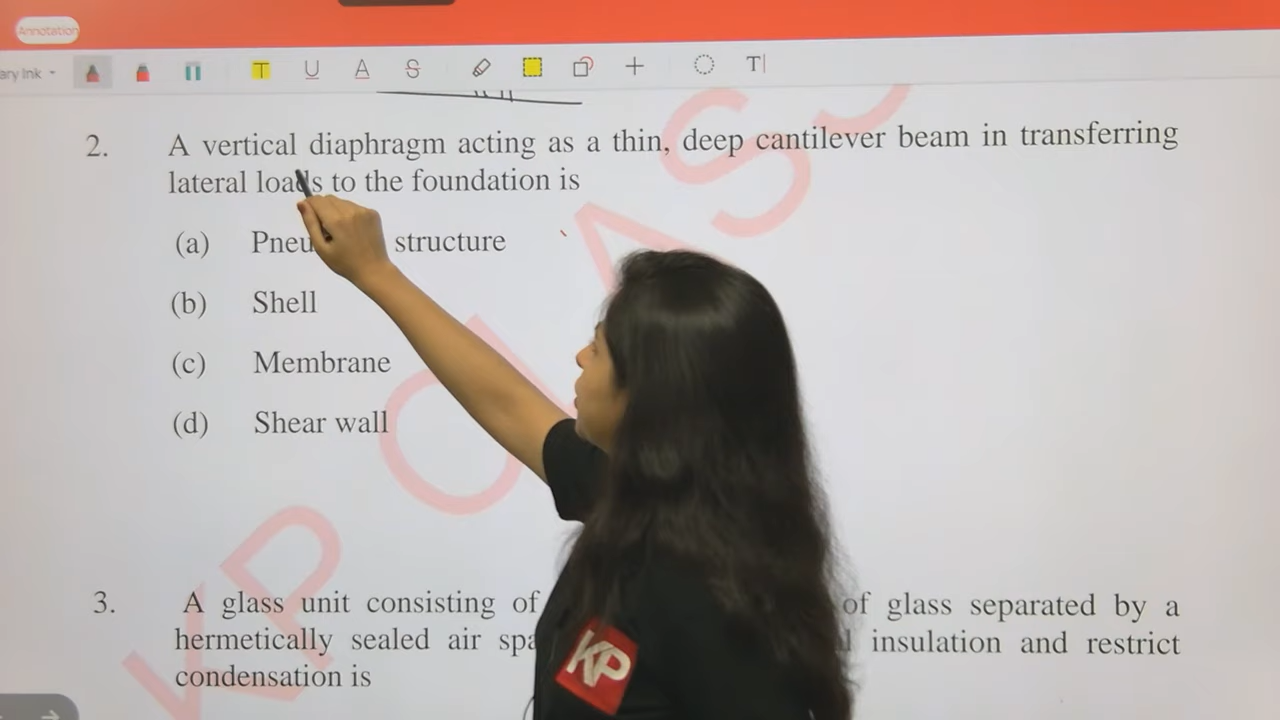 Annotation
ary Ink
T U A S T
2. A vertical diaphragm acting as a thin, deep cantilever beam in transferring
lateral loads to the foundation is
(a) structure
(b) Shell
(c) Membrane
(d) Shear wall
3. A glass unit consisting of of glass separated by a
hermetically sealed air insulation and restrict
condensation is
KP